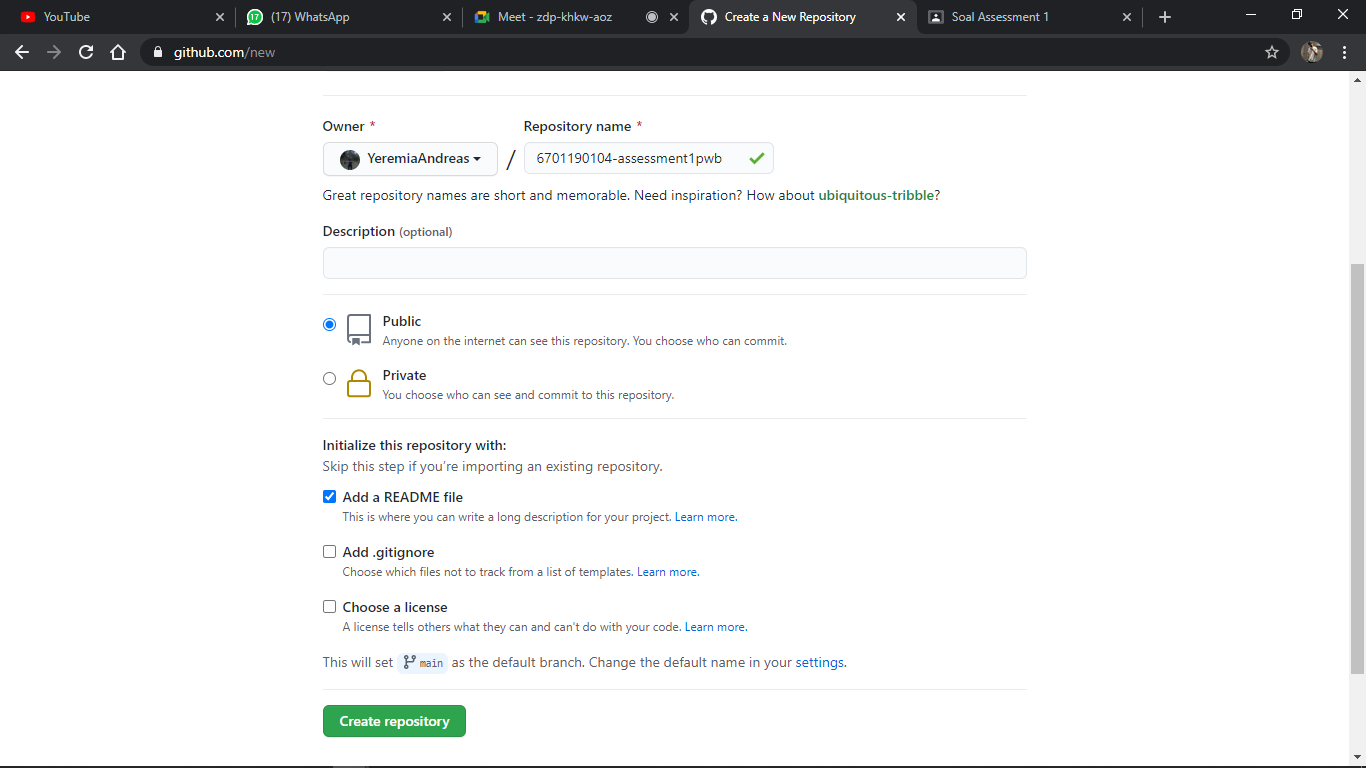 YouTube
17 (17) WhatsApp
Meet - zdp-khkw-aoz
Create a New Repository
Soal Assessment 1
github.com/new
Owner *
Repository name *
YeremiaAndreas / 6701190104-assessment1pwb
Great repository names are short and memorable. Need inspiration? How about ubiquitous-tribble?
Description (optional)
Public
Anyone on the internet can see this repository. You choose who can commit.
Private
You choose who can see and commit to this repository.
Initialize this repository with:
Skip this step if you're importing an existing repository.
Add a README file
This is where you can write a long description for your project. Learn more.
Add .gitignore
Choose which files not to track from a list of templates. Learn more.
Choose a license
A license tells others what they can and can't do with your code. Learn more.
This will set main as the default branch. Change the default name in your settings.
Create repository